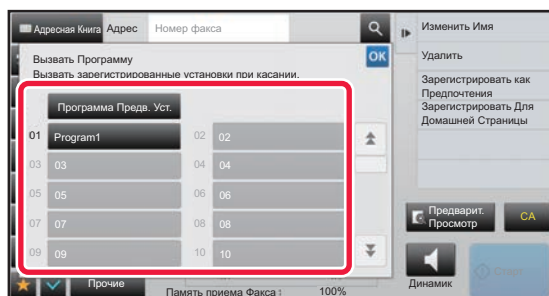 Адресная Книга
Адрес
Номер факса
Изменить Имя
Вызвать Программу
OK
Удалить
Вызвать зарегистрированные установки при касании.
Зарегистрировать как
Предпочтения
Программа Предв. Уст.
Зарегистрировать Для
Домашней Страницы
01 Program1
02 02
03 03
04 04
05 05
06 06
07 07
08 08
Предварит.
Просмотр
CA
09 09
10 10
Прочие
Память приема Факса : 100%
Динамик
Start